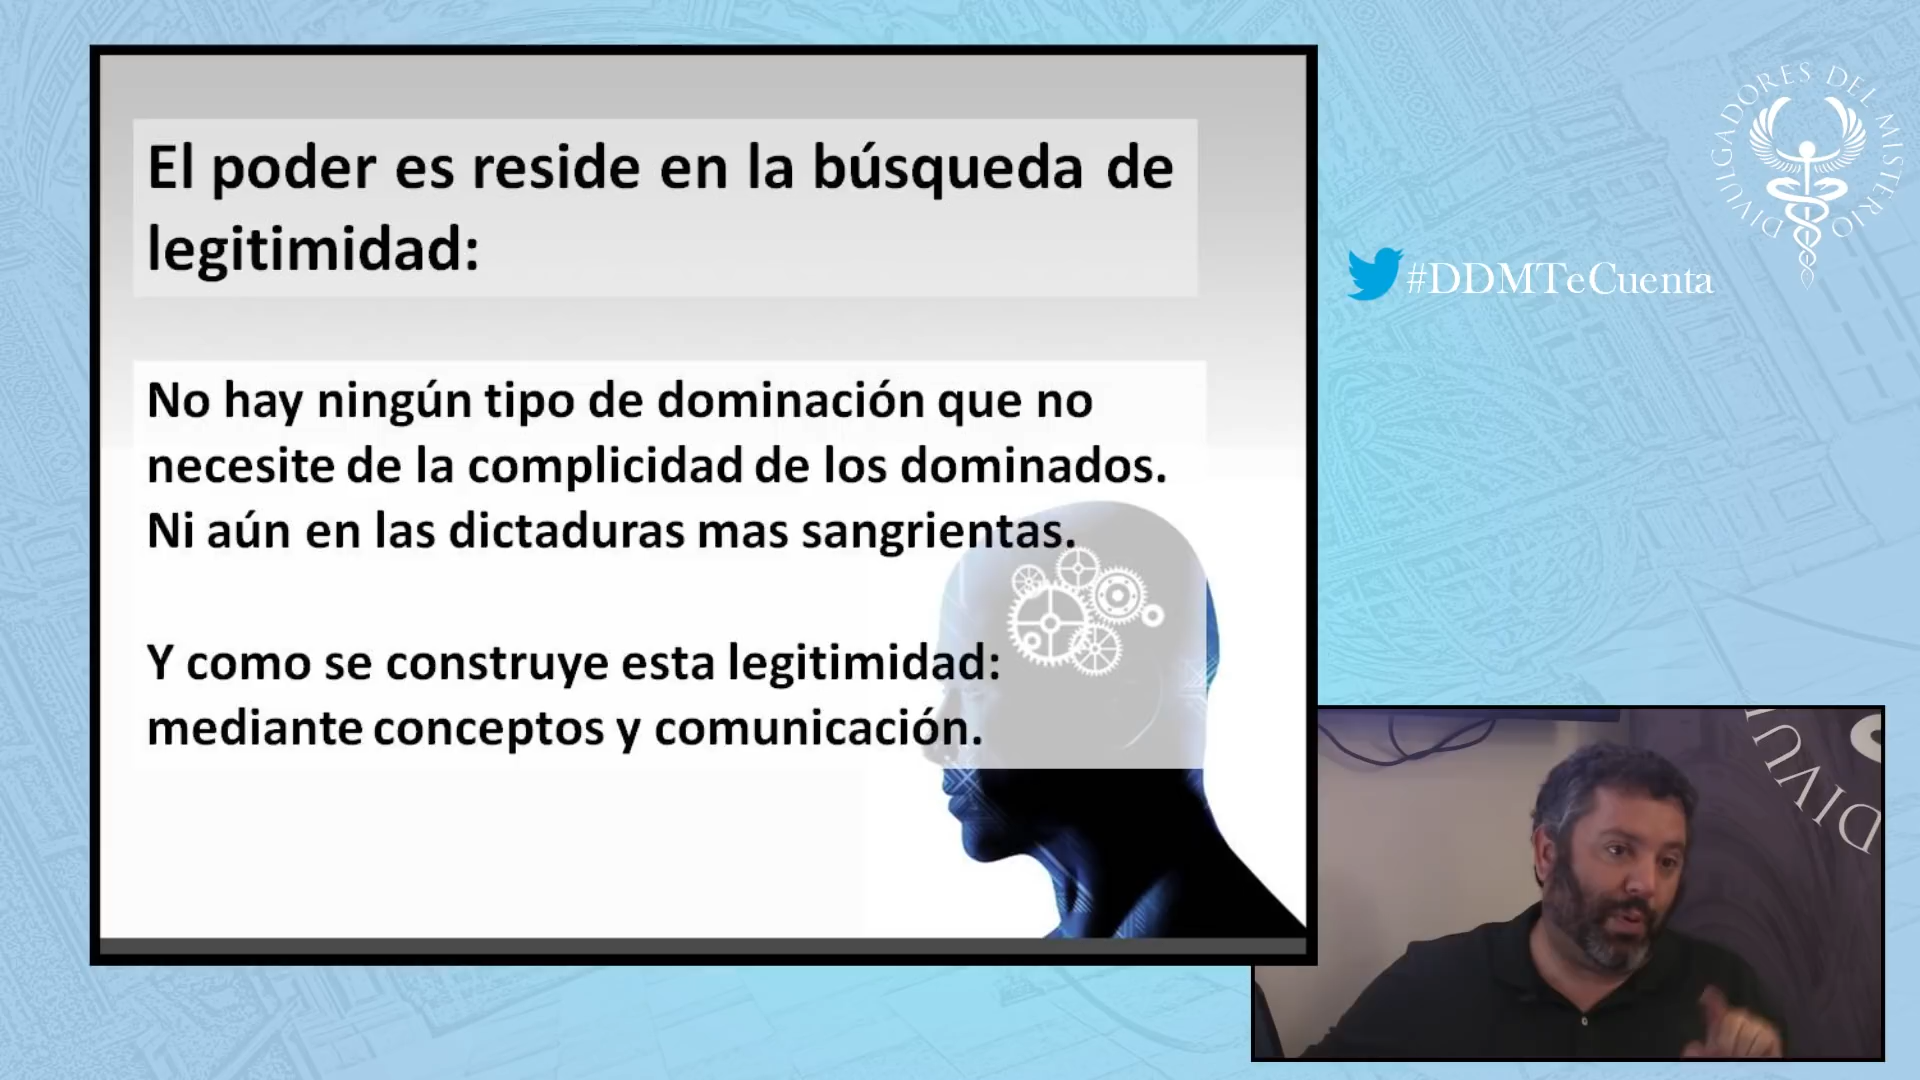 El poder es reside en la búsqueda de
legitimidad:
No hay ningún tipo de dominación que no
necesite de la complicidad de los dominados.
Ni aún en las dictaduras mas sangrientas.
Y como se construye esta legitimidad:
mediante conceptos y comunicación.
DIVULGADORES DEL MISTERIO
#DDMTeCuenta
DIVU
D